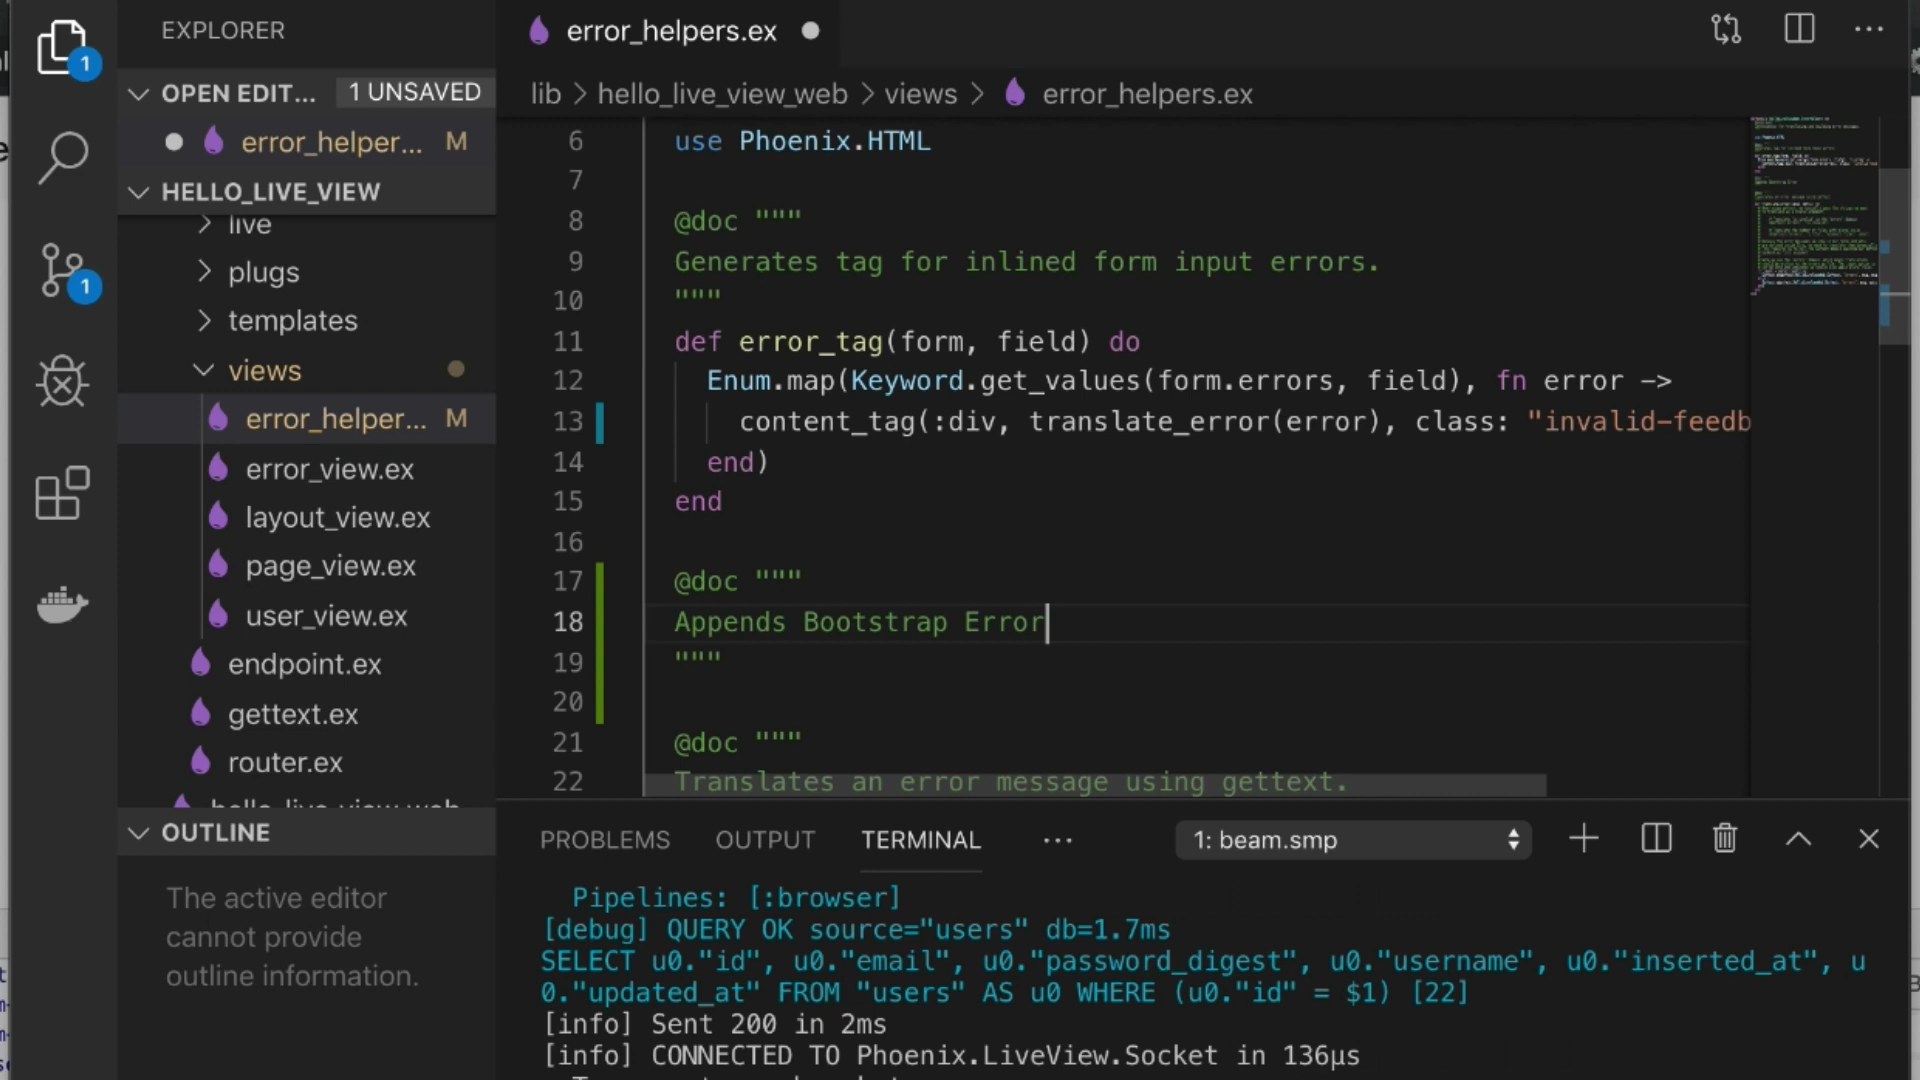 EXPLORER
OPEN EDIT... 1 UNSAVED
error_helper... M
HELLO_LIVE_VIEW
live
plugs
templates
views
error_helper... M
error_view.ex
layout_view.ex
page_view.ex
user_view.ex
endpoint.ex
gettext.ex
router.ex
hello_live_view_web
OUTLINE
The active editor
cannot provide
outline information.
1
1
error_helpers.ex
lib > hello_live_view_web > views > error_helpers.ex
6 use Phoenix.HTML
7
8 @doc """
9 Generates tag for inlined form input errors.
10 """
11 def error_tag(form, field) do
12 Enum.map(Keyword.get_values(form.errors, field), fn error ->
13 content_tag(:div, translate_error(error), class: "invalid-feedb
14 end)
15 end
16
17 @doc """
18 Appends Bootstrap Error
19 """
20
21 @doc """
22 Translates an error message using gettext.
PROBLEMS OUTPUT TERMINAL ... 1: beam.smp
Pipelines: [:browser]
[debug] QUERY OK source="users" db=1.7ms
SELECT u0."id", u0."email", u0."password_digest", u0."username", u0."inserted_at", u
0."updated_at" FROM "users" AS u0 WHERE (u0."id" = $1) [22]
[info] Sent 200 in 2ms
[info] CONNECTED TO Phoenix.LiveView.Socket in 136µs